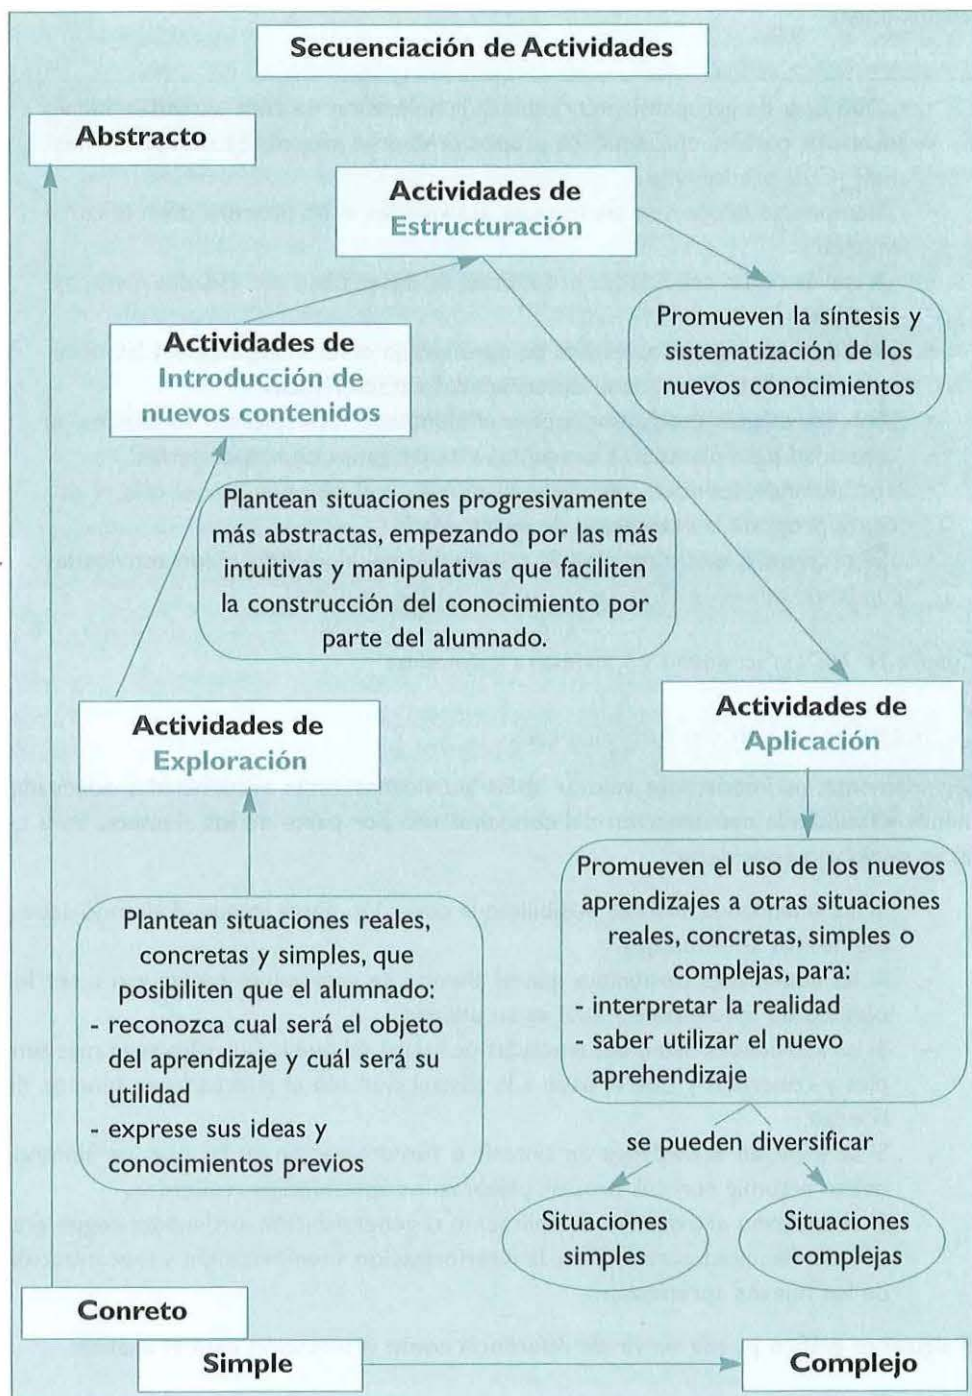 Secuenciación de Actividades
Abstracto
Actividades de
Estructuración
Promueven la síntesis y
sistematización de los
nuevos conocimientos
Actividades de
Introducción de
nuevos contenidos
Plantean situaciones progresivamente
más abstractas, empezando por las más
intuitivas y manipulativas que faciliten
la construcción del conocimiento por
parte del alumnado.
Actividades de
Exploración
Actividades de
Aplicación
Plantean situaciones reales,
concretas y simples, que
posibiliten que el alumnado:
- reconozca cual será el objeto
del aprendizaje y cuál será su
utilidad
- exprese sus ideas y
conocimientos previos
Promueven el uso de los nuevos
aprendizajes a otras situaciones
reales, concretas, simples o
complejas, para:
- interpretar la realidad
- saber utilizar el nuevo
aprehendizaje
se pueden diversificar
Situaciones
simples
Situaciones
complejas
Conreto
Simple
Complejo